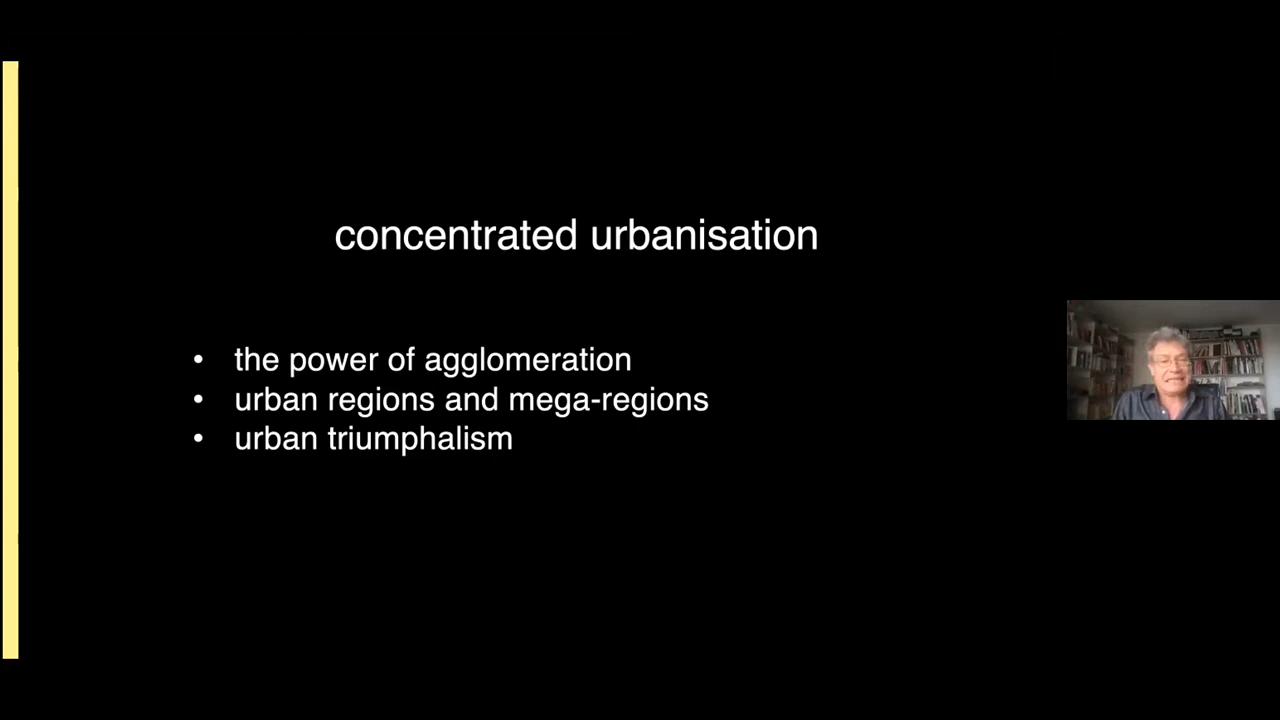 concentrated urbanisation
• the power of agglomeration
• urban regions and mega-regions
• urban triumphalism